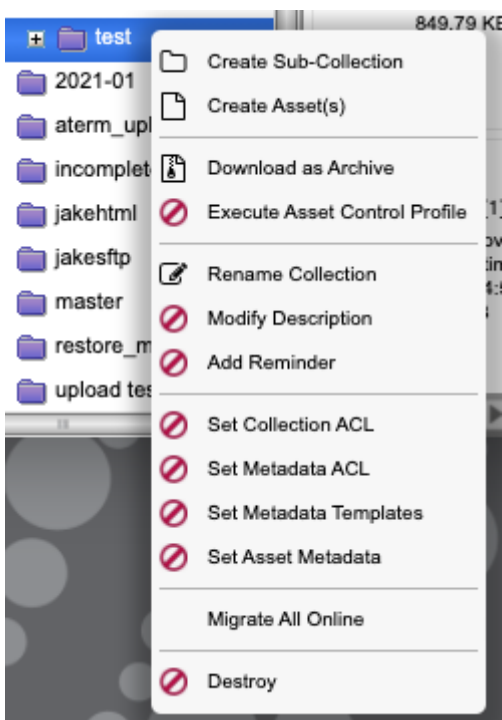 849.79 KB
test
2021-01
aterm_upl
incomplet
jakehtml
jakesftp
master
restore_m
upload tes
Create Sub-Collection
Create Asset(s)
Download as Archive
Execute Asset Control Profile
Rename Collection
Modify Description
Add Reminder
Set Collection ACL
Set Metadata ACL
Set Metadata Templates
Set Asset Metadata
Migrate All Online
Destroy